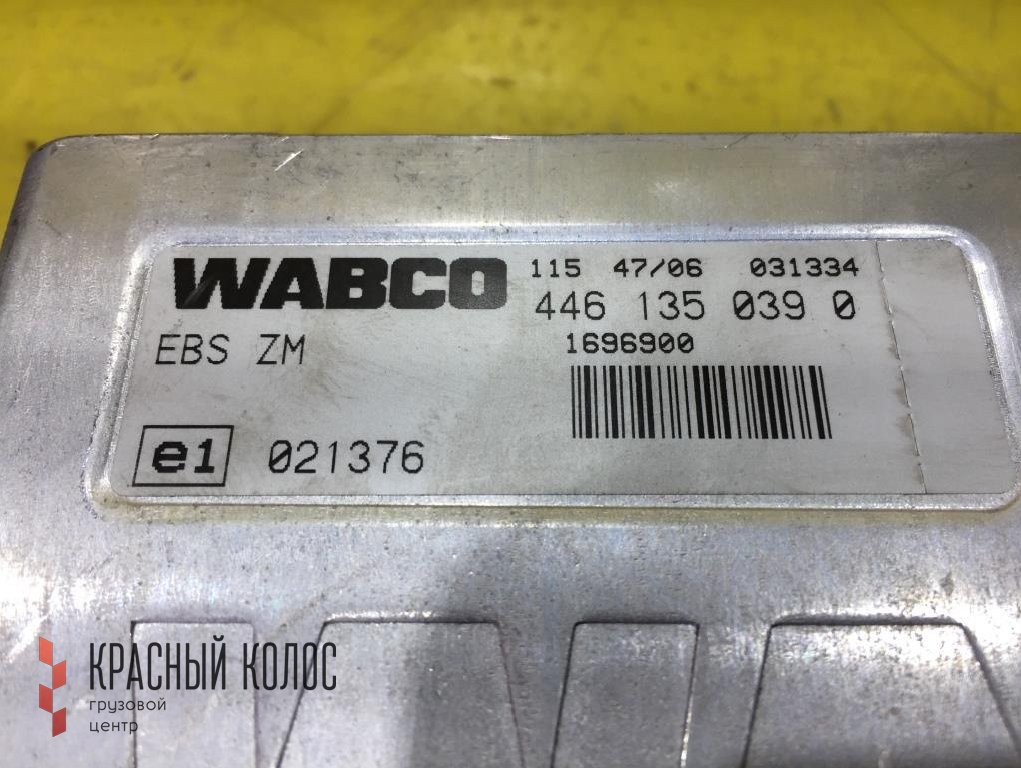 WABCO
115 47/06 031334
446 135 039 0
EBS ZM
1696900
e1 021376
КРАСНЫЙ КОЛОС
грузовой
центр